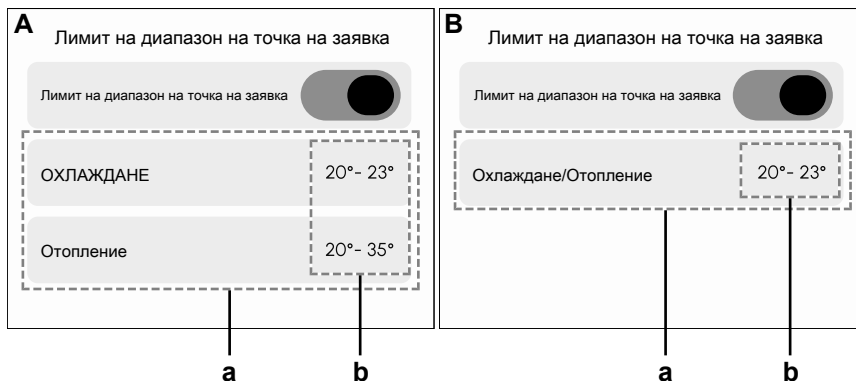 A
Лимит на диапазон на точка на заявка
Лимит на диапазон на точка на заявка
ОХЛАЖДАНЕ 20°- 23°
Отопление 20°- 35°
a b
B
Лимит на диапазон на точка на заявка
Лимит на диапазон на точка на заявка
Охлаждане/Отопление 20°- 23°
a b